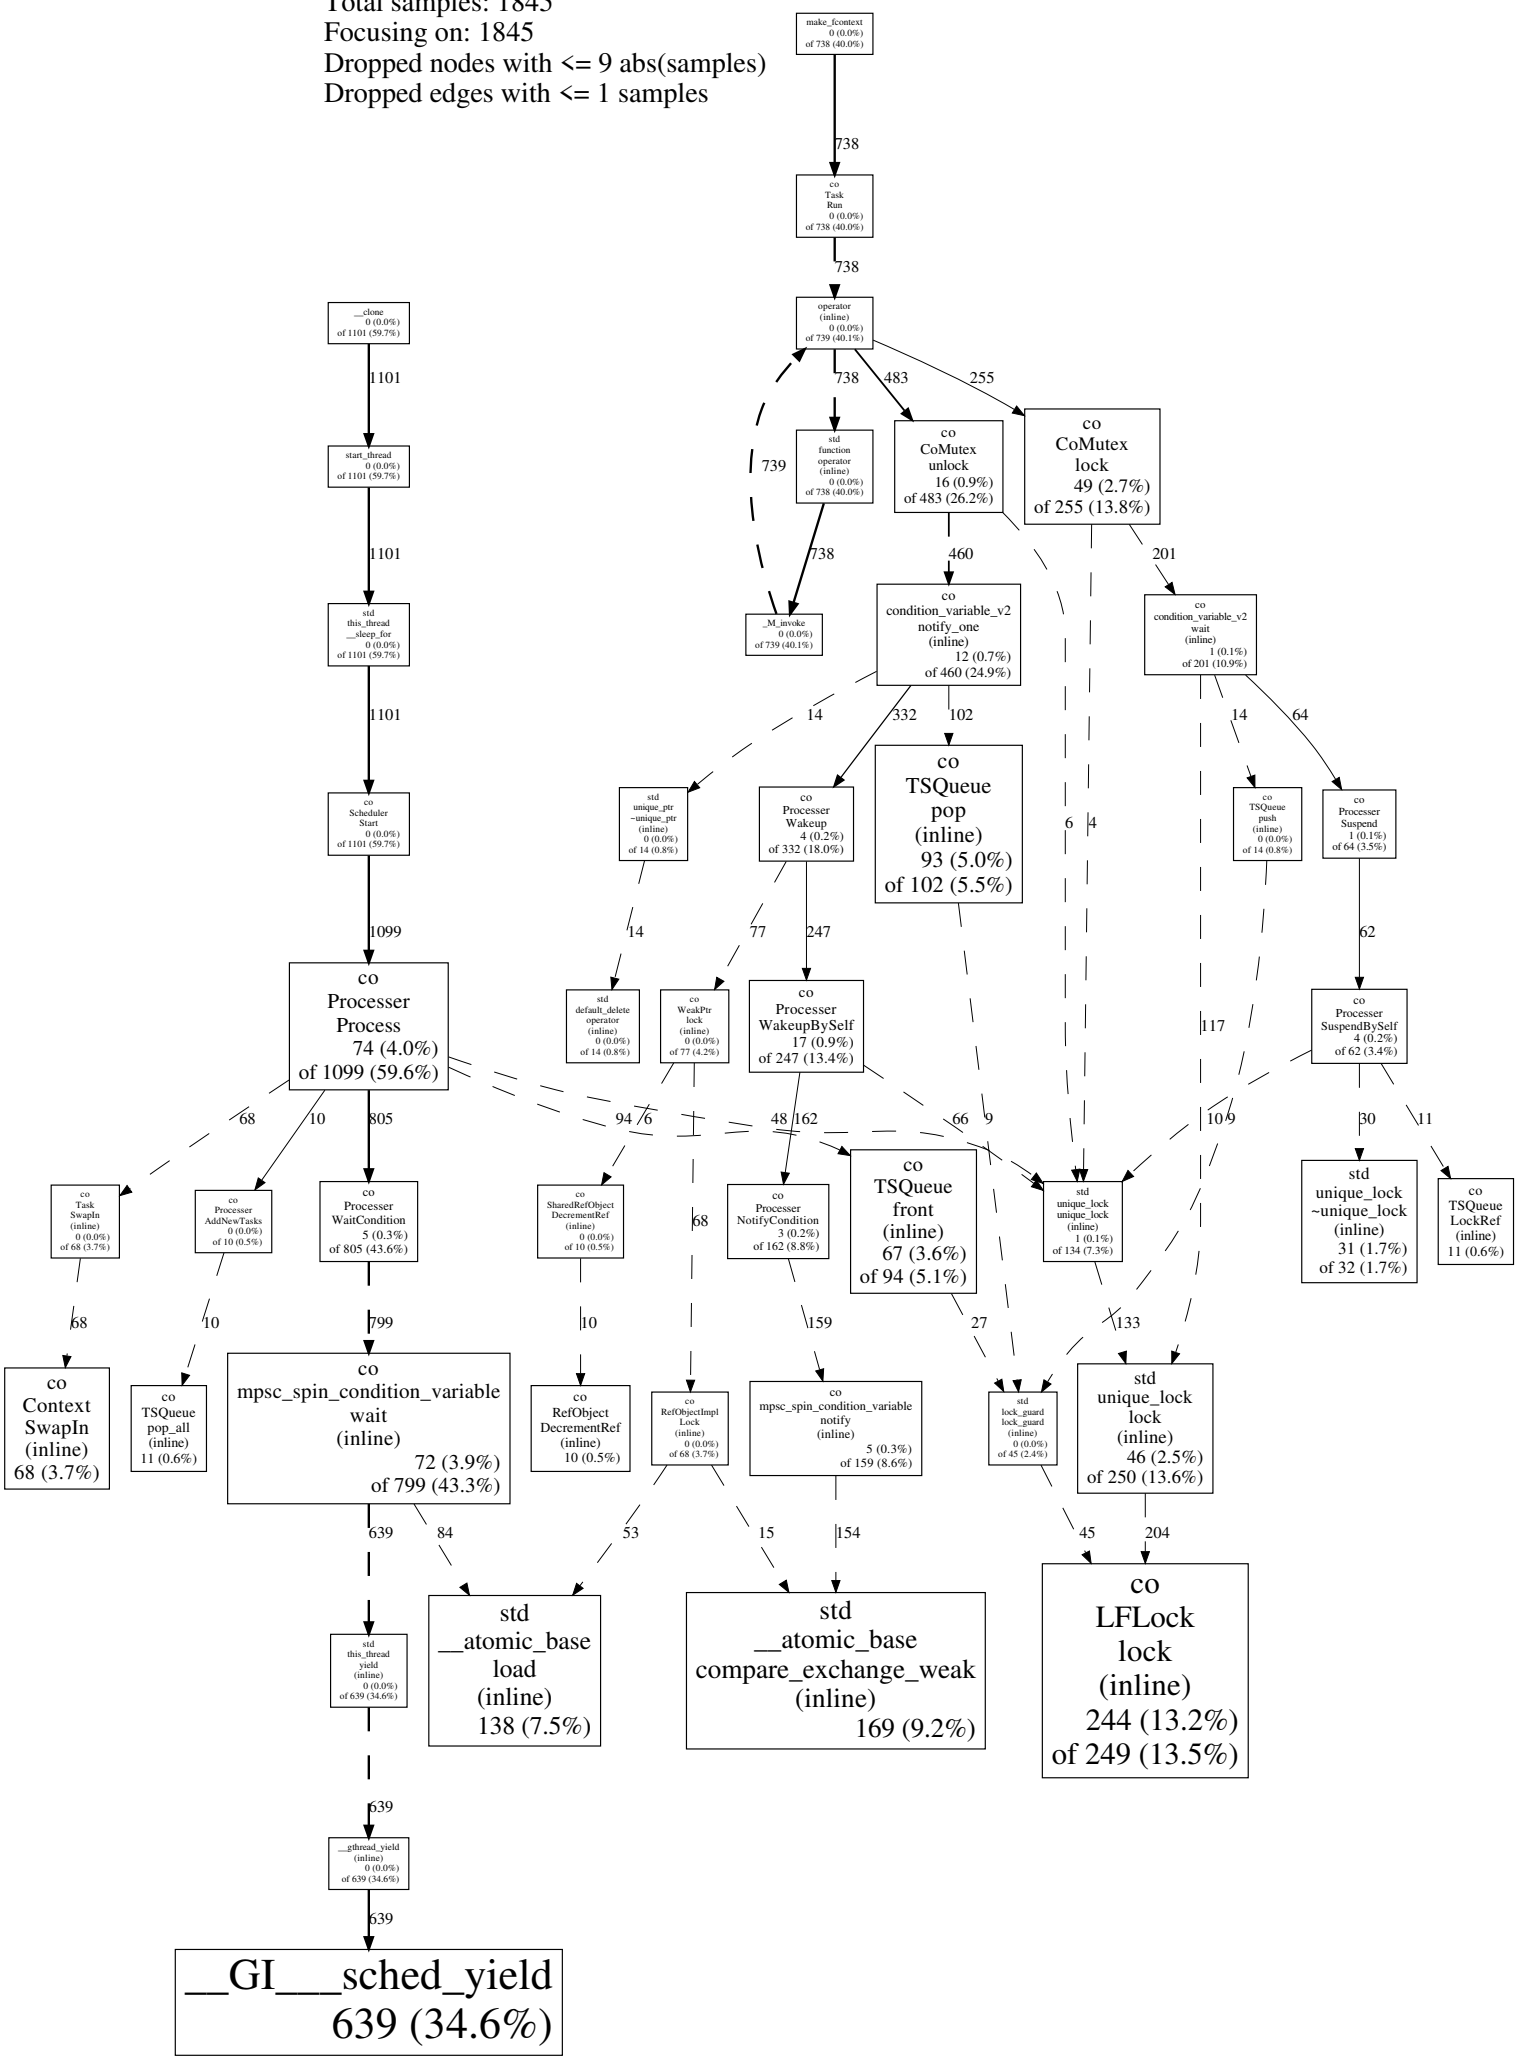 Total samples: 1845
Focusing on: 1845
Dropped nodes with <= 9 abs(samples)
Dropped edges with <= 1 samples
make_fcontext
0 (0.0%)
of 738 (40.0%)
738
co
Task
Run
0 (0.0%)
of 738 (40.0%)
738
operator
(inline)
0 (0.0%)
of 739 (40.1%)
__clone
0 (0.0%)
of 1101 (59.7%)
1101
738
483
255
739
start_thread
0 (0.0%)
of 1101 (59.7%)
std
function
operator
(inline)
0 (0.0%)
of 738 (40.0%)
co
CoMutex
unlock
16 (0.9%)
of 483 (26.2%)
co
CoMutex
lock
49 (2.7%)
of 255 (13.8%)
1101
738
460
201
std
this_thread
__sleep_for
0 (0.0%)
of 1101 (59.7%)
_M_invoke
0 (0.0%)
of 739 (40.1%)
co
condition_variable_v2
notify_one
(inline)
12 (0.7%)
of 460 (24.9%)
co
condition_variable_v2
wait
(inline)
1 (0.1%)
of 201 (10.9%)
1101
14
332
102
14
64
co
Scheduler
Start
0 (0.0%)
of 1101 (59.7%)
std
unique_ptr
~unique_ptr
(inline)
0 (0.0%)
of 14 (0.8%)
co
Processer
Wakeup
4 (0.2%)
of 332 (18.0%)
co
TSQueue
pop
(inline)
93 (5.0%)
of 102 (5.5%)
6
4
co
TSQueue
push
(inline)
0 (0.0%)
of 14 (0.8%)
co
Processer
Suspend
1 (0.1%)
of 64 (3.5%)
1099
14
77
247
62
co
Processer
Process
74 (4.0%)
of 1099 (59.6%)
std
default_delete
operator
(inline)
0 (0.0%)
of 14 (0.8%)
co
WeakPtr
lock
(inline)
0 (0.0%)
of 77 (4.2%)
co
Processer
WakeupBySelf
17 (0.9%)
of 247 (13.4%)
117
co
Processer
SuspendBySelf
4 (0.2%)
of 62 (3.4%)
68
10
805
94
6
48
162
66
9
10
9
30
11
co
Task
SwapIn
(inline)
0 (0.0%)
of 68 (3.7%)
co
Processer
AddNewTasks
0 (0.0%)
of 10 (0.5%)
co
Processer
WaitCondition
5 (0.3%)
of 805 (43.6%)
co
SharedRefObject
DecrementRef
(inline)
0 (0.0%)
of 10 (0.5%)
68
co
Processer
NotifyCondition
3 (0.2%)
of 162 (8.8%)
co
TSQueue
front
(inline)
67 (3.6%)
of 94 (5.1%)
std
unique_lock
unique_lock
(inline)
1 (0.1%)
of 134 (7.3%)
std
unique_lock
~unique_lock
(inline)
31 (1.7%)
of 32 (1.7%)
co
TSQueue
LockRef
(inline)
11 (0.6%)
68
10
799
10
159
27
133
co
Context
SwapIn
(inline)
68 (3.7%)
co
TSQueue
pop_all
(inline)
11 (0.6%)
co
mpsc_spin_condition_variable
wait
(inline)
72 (3.9%)
of 799 (43.3%)
co
RefObject
DecrementRef
(inline)
10 (0.5%)
co
RefObjectImpl
Lock
(inline)
0 (0.0%)
of 68 (3.7%)
co
mpsc_spin_condition_variable
notify
(inline)
5 (0.3%)
of 159 (8.6%)
std
lock_guard
lock_guard
(inline)
0 (0.0%)
of 45 (2.4%)
std
unique_lock
lock
(inline)
46 (2.5%)
of 250 (13.6%)
639
84
53
15
154
45
204
std
this_thread
yield
(inline)
0 (0.0%)
of 639 (34.6%)
std
__atomic_base
load
(inline)
138 (7.5%)
std
__atomic_base
compare_exchange_weak
(inline)
169 (9.2%)
co
LFLock
lock
(inline)
244 (13.2%)
of 249 (13.5%)
639
__gthread_yield
(inline)
0 (0.0%)
of 639 (34.6%)
639
__GI___sched_yield
639 (34.6%)